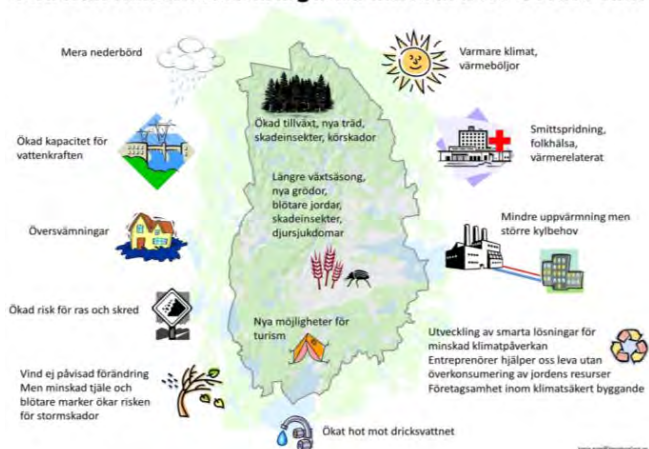 Mera nederbörd
Varmare klimat,
värmeböljor
Ökad tillväxt, nya träd,
skadeinsekter, körskador
Ökad kapacitet för
vattenkraften
Smittspridning,
folkhälsa,
värmerelaterat
Längre växtsäsong,
nya grödor,
blötare jordar,
skadeinsekter,
djursjukdomar
Översvämningar
Mindre uppvärmning men
större kylbehov
Ökad risk för ras och skred
Nya möjligheter för
turism
Utveckling av smarta lösningar för
minskad klimatpåverkan
Entreprenörer hjälper oss leva utan
överkonsumering av jordens resurser
Företagsamhet inom klimatsäkert byggande
Vind ej påvisad förändring
Men minskad tjäle och
blötare marker ökar risken
för stormskador
Ökat hot mot dricksvattnet